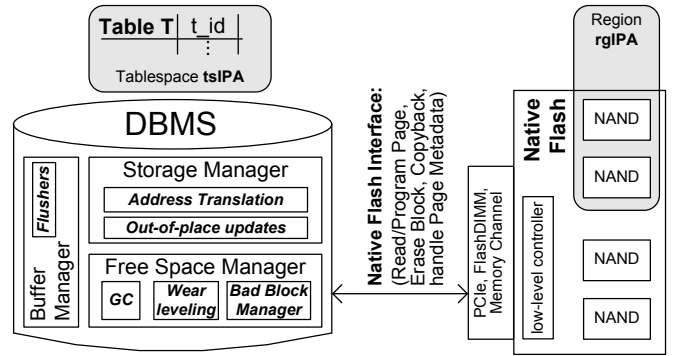 Table T t_id
⋮
Tablespace tsIPA
Region
rgIPA
DBMS
Buffer
Manager
Flushers
Storage Manager
Address Translation
Out-of-place updates
Free Space Manager
GC
Wear
leveling
Bad Block
Manager
Native Flash Interface:
(Read/Program Page,
Erase Block, Copyback,
handle Page Metadata)
PCIe, FlashDIMM,
Memory Channel
Native
Flash
low-level controller
NAND
NAND
NAND
NAND